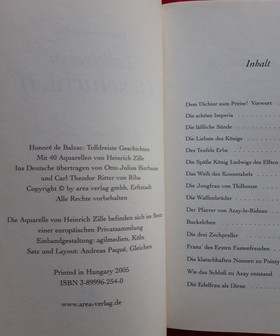 Honoré de Balzac: Tolldreiste Geschichten
Mit 40 Aquarellen von Heinrich Zille
Ins Deutsche übertragen von Otto Julius Bierbaum
und Carl Theodor Ritter von Riba
Copyright © by area verlag gmbh, Erftstadt
Alle Rechte vorbehalten
Die Aquarelle von Heinrich Zille befinden sich im Besitz
einer europäischen Privatsammlung
Einbandgestaltung: agilmedien, Köln
Satz und Layout: Andreas Paqué, Gleichen
Printed in Hungary 2005
ISBN 3-89996-254-0
www.area-verlag.de
Inhalt
Dem Dichter zum Preise! Vorwort
Die schöne Imperia
Die läßliche Sünde
Die Liebsten des Königs
Des Teufels Erbe
Die Späße König Ludwigs des Elften
Das Weib des Konnetabels
Die Jungfrau von Thilhouse
Die Waffenbrüder
Der Pfarrer von Azay-le-Rideau
Buckelchen
Die drei Zechpreller
Franz' des Ersten Fastenfreuden
Die klatschhaften Nonnen zu Poissy
Wie das Schloß zu Azay entstand
Die Edelfrau als Dirne